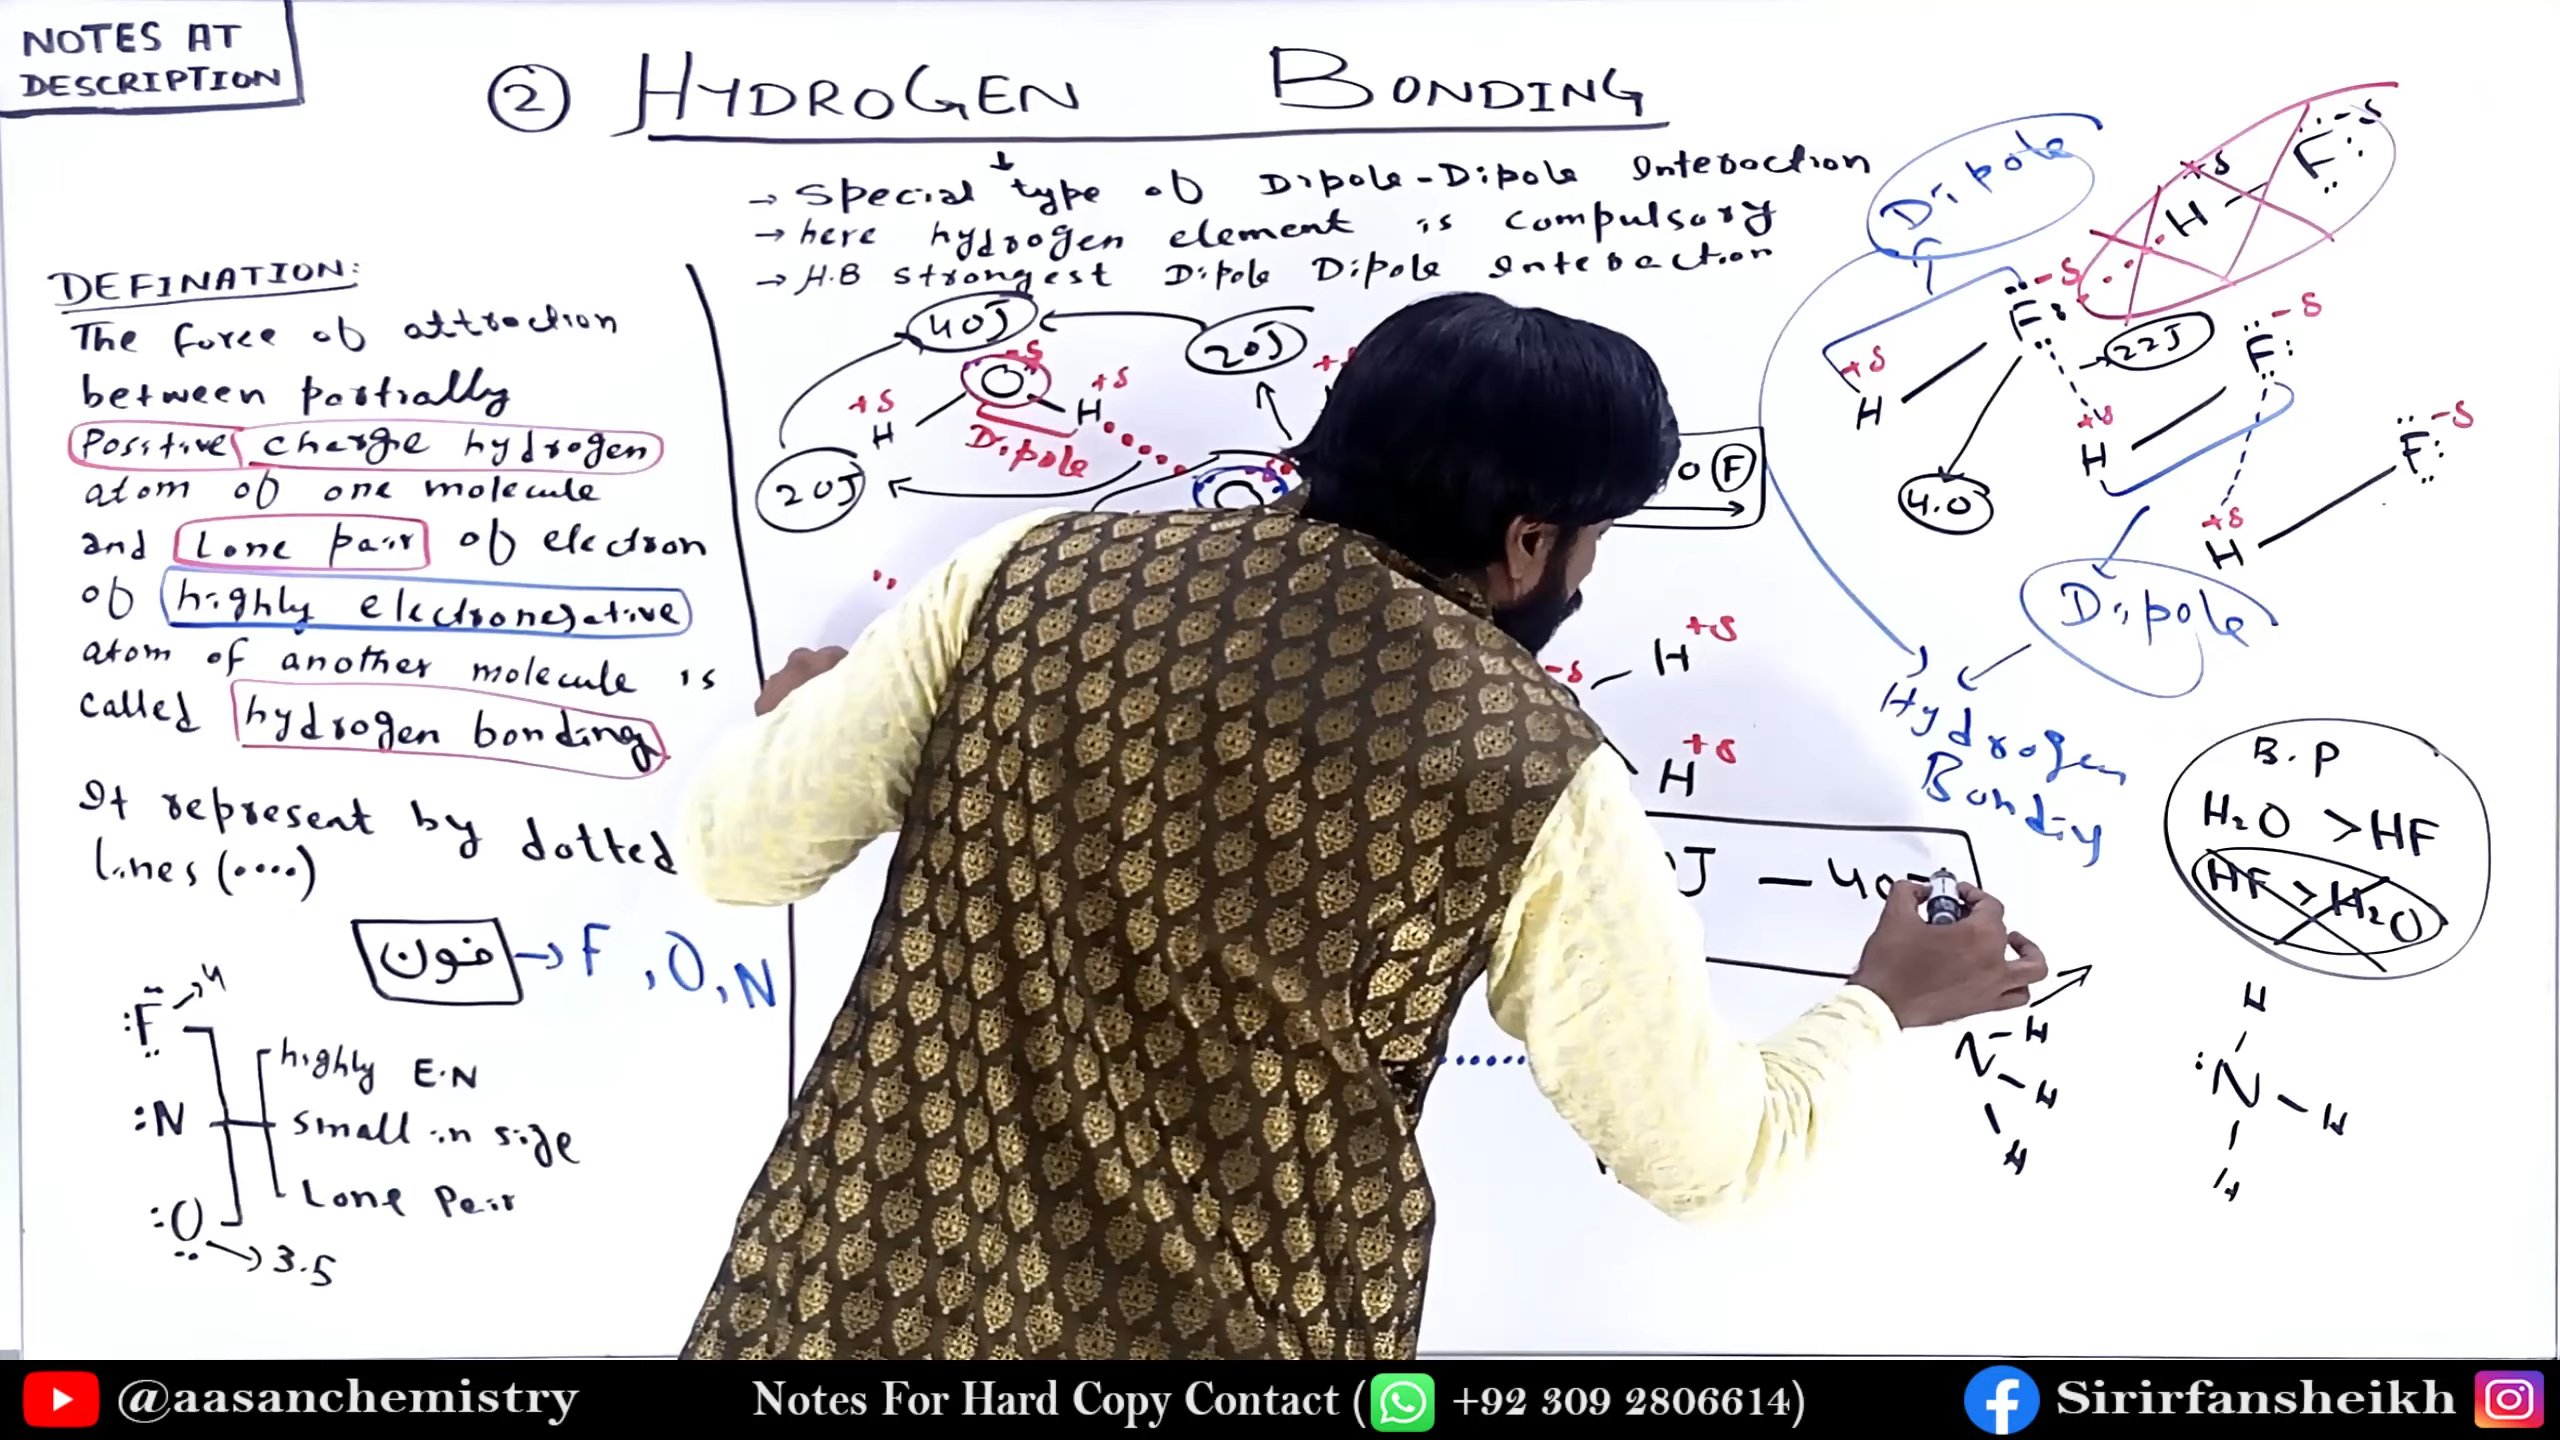 NOTES AT
DESCRIPTION
② HYDROGEN BONDING
→ Special type of Dipole-Dipole Interaction
→ here hydrogen element is compulsory
→ H.B strongest Dipole Dipole Interaction
DEFINATION:
The force of attraction
between partially
Positive charge hydrogen
atom of one molecule
and Lone pair of electron
of highly electronegative
atom of another molecule is
called hydrogen bonding
It represent by dotted
lines (....)
فون → F, O, N
F → 4
N
O → 3.5
highly E.N
small in size
Lone Pair
40J
20J
20J
+δ H
-δ O
H +δ
Dipole
O F
-δ
H +δ
H +δ
J - 40
Dipole
-δ F
+δ H
+δ H
F -δ
22J
4.0
F -δ
+δ H
F -δ
+δ H
Dipole
Hydrogen
Bonding
B.P
H₂O > HF
HF > H₂O
N - H
H
H
H
:N - H
H
@aasanchemistry
Notes For Hard Copy Contact ( +92 309 2806614)
Sirirfansheikh